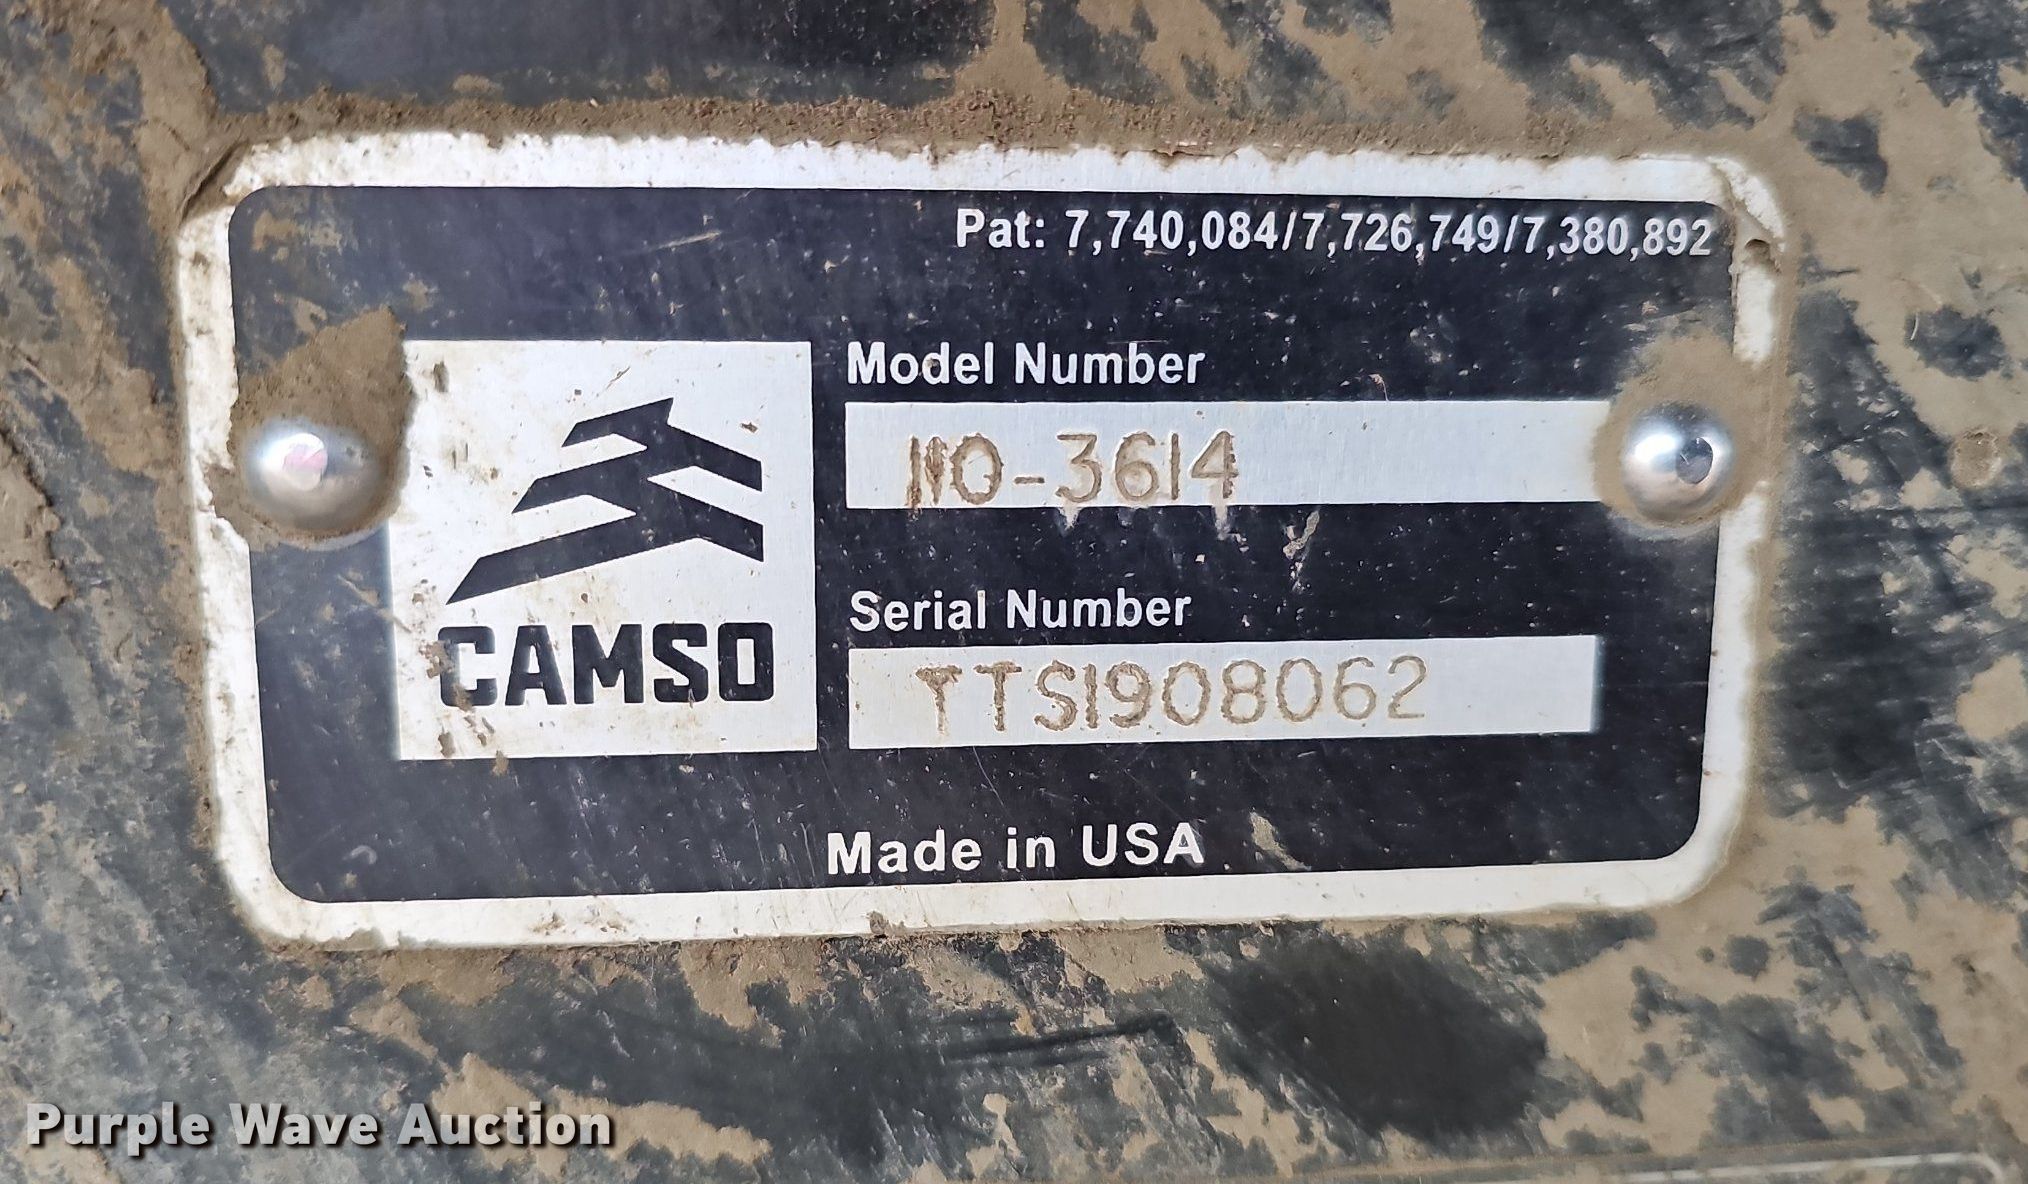 Pat: 7,740,084/7,726,749/7,380,892
Model Number
110-3614
CAMSO
Serial Number
TTS1908062
Made in USA
Purple Wave Auction